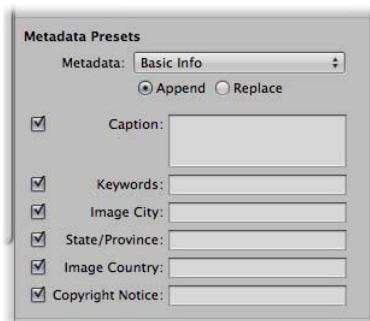 Metadata Presets
Metadata: Basic Info
Append Replace
Caption:
Keywords:
Image City:
State/Province:
Image Country:
Copyright Notice: